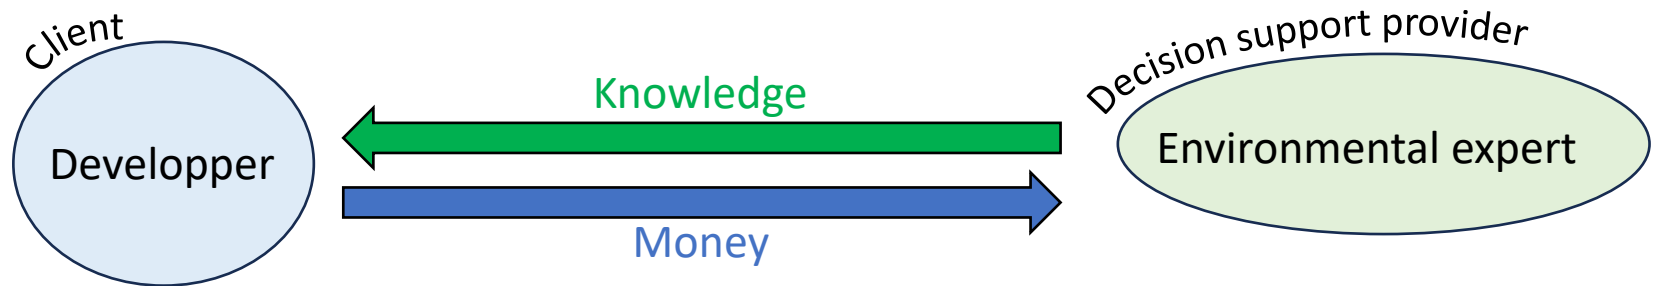 Client
Developper
Knowledge
Money
Decision support provider
Environmental expert